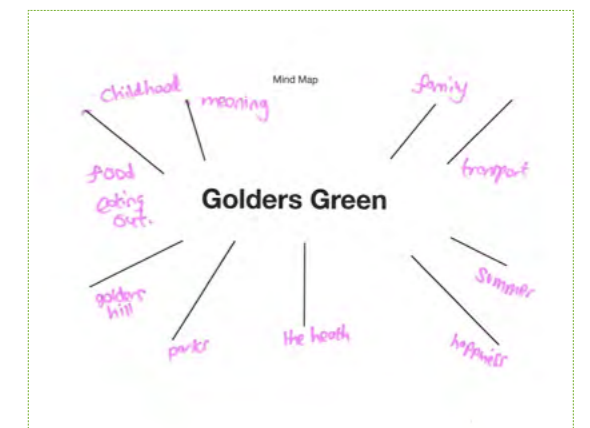 Mind Map
Childhood
meaning
family
food
eating
out.
transport
Golders Green
golders
hill
parks
the heath
happiness
summer